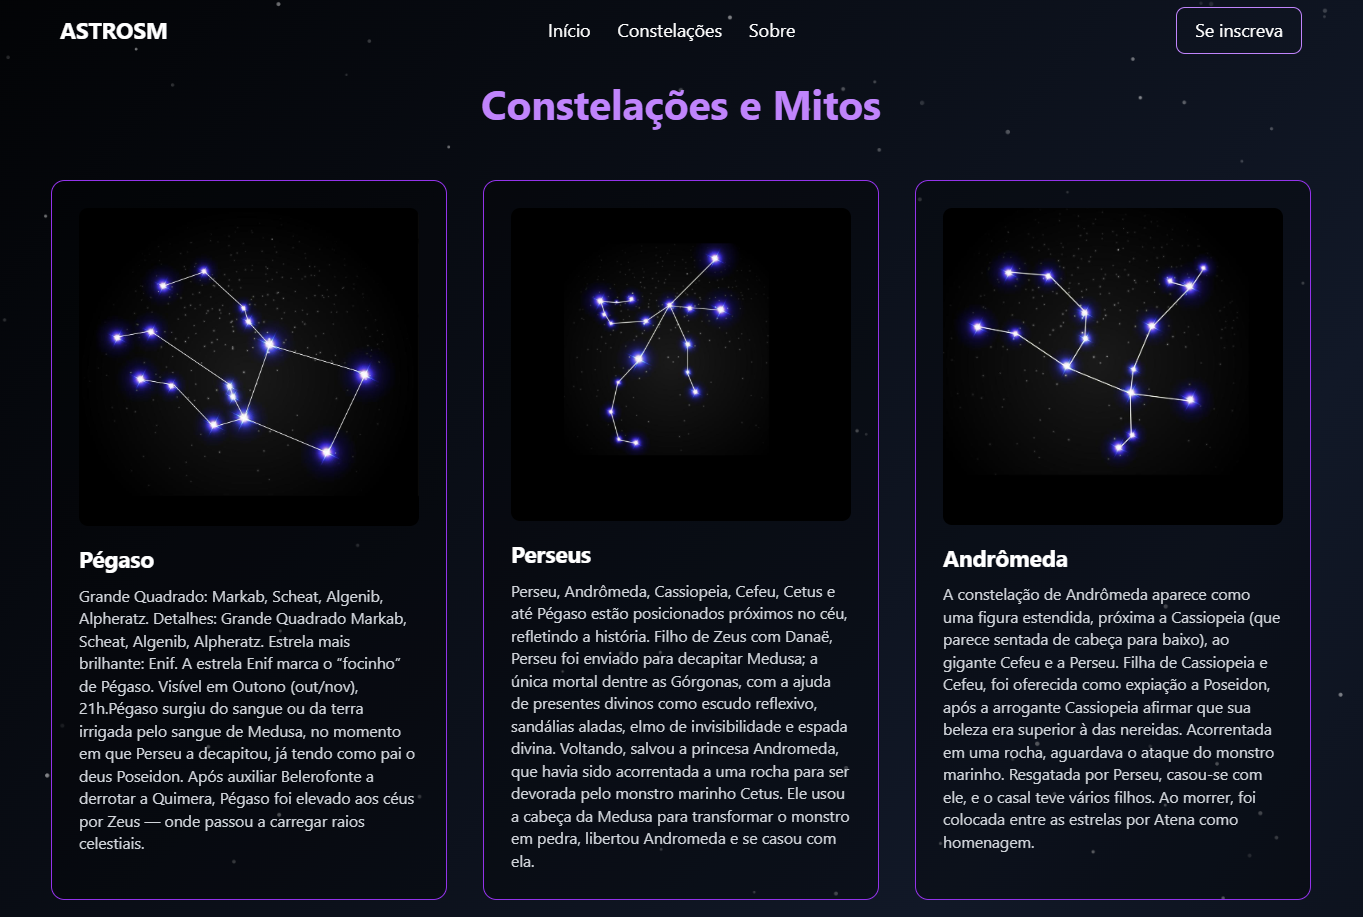 ASTROSM
Início Constelações Sobre
Se inscreva
Constelações e Mitos
Pégaso
Grande Quadrado: Markab, Scheat, Algenib,
Alpheratz. Detalhes: Grande Quadrado Markab,
Scheat, Algenib, Alpheratz. Estrela mais
brilhante: Enif. A estrela Enif marca o “focinho”
de Pégaso. Visível em Outono (out/nov),
21h.Pégaso surgiu do sangue ou da terra
irrigada pelo sangue de Medusa, no momento
em que Perseu a decapitou, já tendo como pai o
deus Poseidon. Após auxiliar Belerofonte a
derrotar a Quimera, Pégaso foi elevado aos céus
por Zeus — onde passou a carregar raios
celestiais.
Perseus
Perseu, Andrômeda, Cassiopeia, Cefeu, Cetus e
até Pégaso estão posicionados próximos no céu,
refletindo a história. Filho de Zeus com Danaë,
Perseu foi enviado para decapitar Medusa; a
única mortal dentre as Górgonas, com a ajuda
de presentes divinos como escudo reflexivo,
sandálias aladas, elmo de invisibilidade e espada
divina. Voltando, salvou a princesa Andromeda,
que havia sido acorrentada a uma rocha para ser
devorada pelo monstro marinho Cetus. Ele usou
a cabeça da Medusa para transformar o monstro
em pedra, libertou Andromeda e se casou com
ela.
Andrômeda
A constelação de Andrômeda aparece como
uma figura estendida, próxima a Cassiopeia (que
parece sentada de cabeça para baixo), ao
gigante Cefeu e a Perseu. Filha de Cassiopeia e
Cefeu, foi oferecida como expiação a Poseidon,
após a arrogante Cassiopeia afirmar que sua
beleza era superior à das nereidas. Acorrentada
em uma rocha, aguardava o ataque do monstro
marinho. Resgatada por Perseu, casou-se com
ele, e o casal teve vários filhos. Ao morrer, foi
colocada entre as estrelas por Atena como
homenagem.